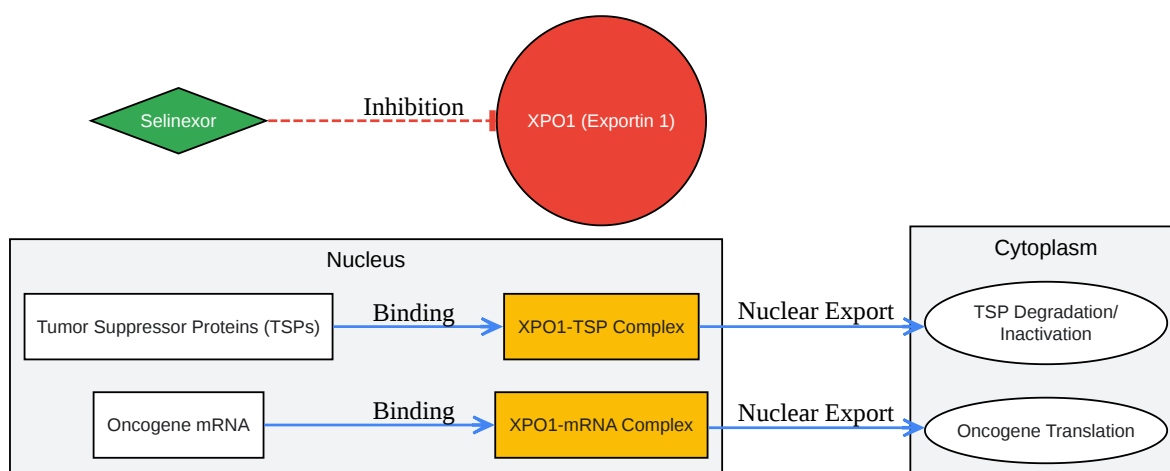 Selinexor
Inhibition
XPO1 (Exportin 1)
Nucleus
Cytoplasm
Tumor Suppressor Proteins (TSPs)
Binding
XPO1-TSP Complex
Nuclear Export
TSP Degradation/
Inactivation
Oncogene mRNA
Binding
XPO1-mRNA Complex
Nuclear Export
Oncogene Translation